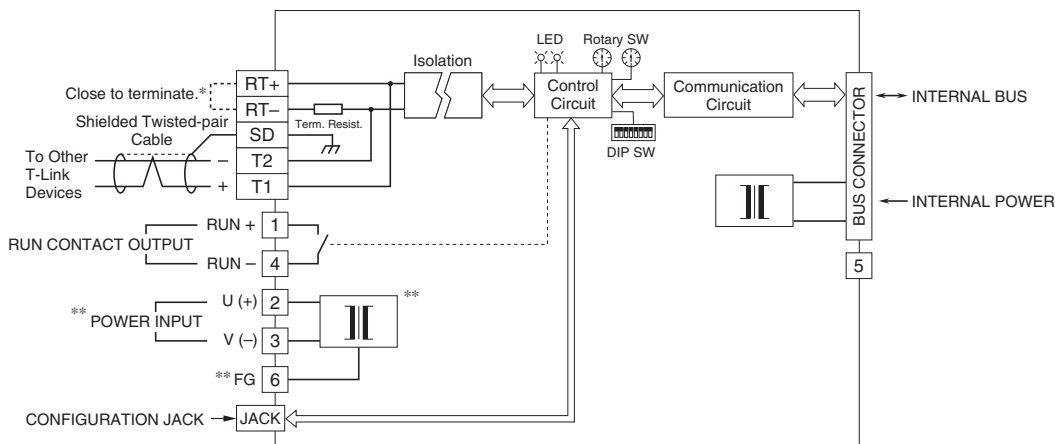 LED
Rotary SW
Isolation
RT+
Close to terminate.*
RT–
Term. Resist.
Control
Circuit
Communication
Circuit
BUS CONNECTOR
INTERNAL BUS
Shielded Twisted-pair
Cable
SD
DIP SW
To Other
T-Link
Devices
–
T2
+
T1
INTERNAL POWER
RUN CONTACT OUTPUT
RUN +
1
RUN –
4
5
** POWER INPUT
U (+)
2
**
V (–)
3
** FG
6
CONFIGURATION JACK
JACK